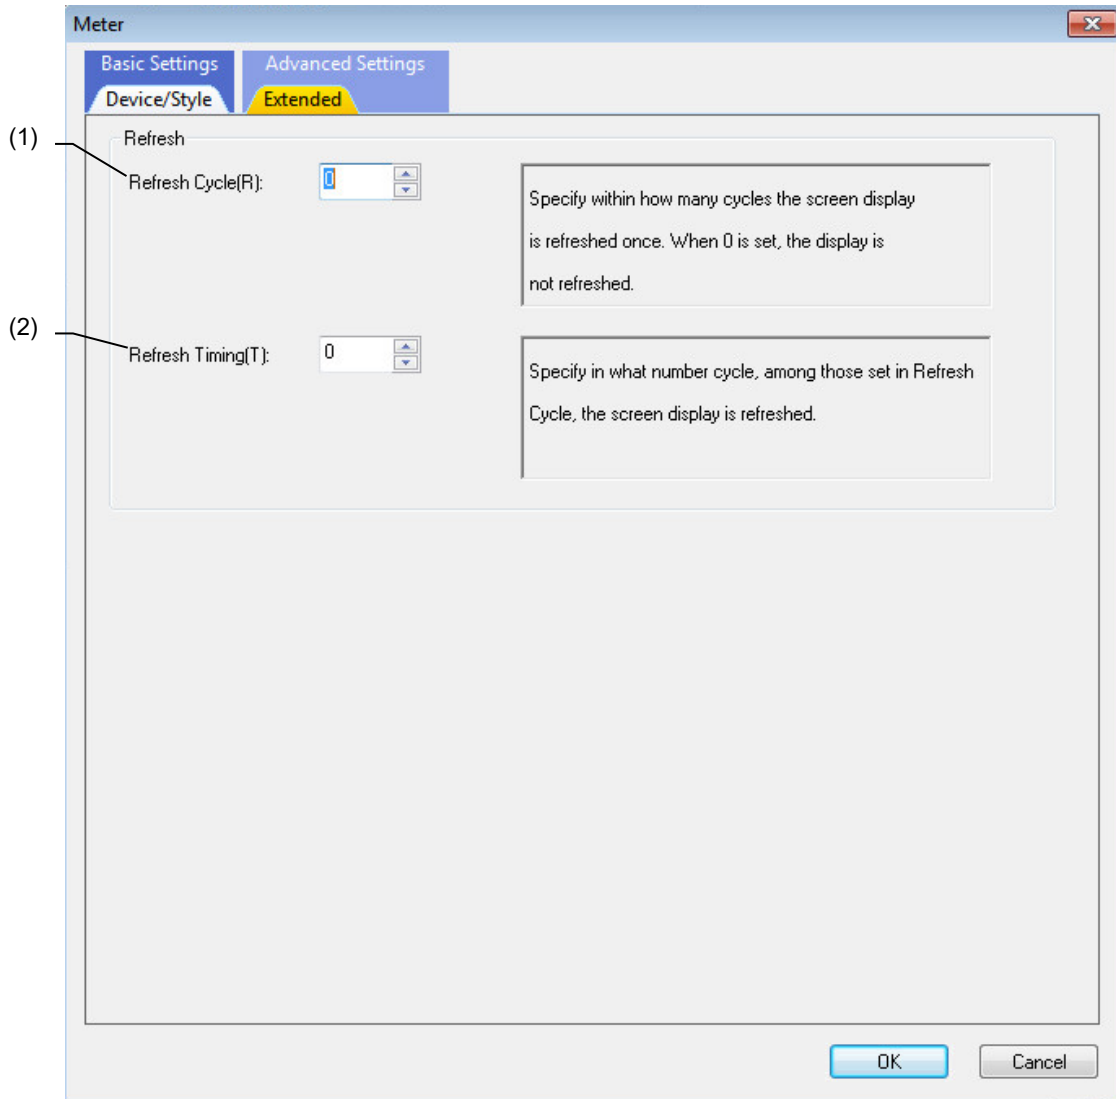 Meter
Basic Settings
Advanced Settings
Device/Style
Extended
(1)
Refresh
Refresh Cycle(R):
0
Specify within how many cycles the screen display
is refreshed once. When 0 is set, the display is
not refreshed.
(2)
Refresh Timing(T):
0
Specify in what number cycle, among those set in Refresh
Cycle, the screen display is refreshed.
OK
Cancel